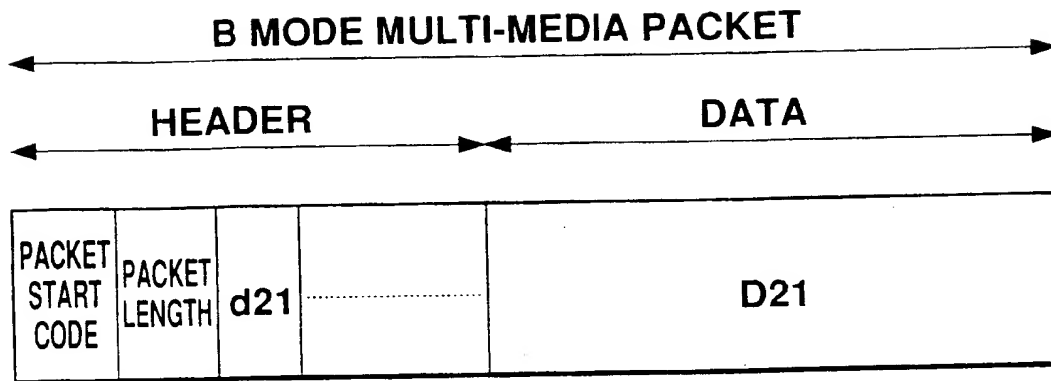 B MODE MULTI-MEDIA PACKET
HEADER
DATA
PACKET
START
CODE
PACKET
LENGTH
d21
D21